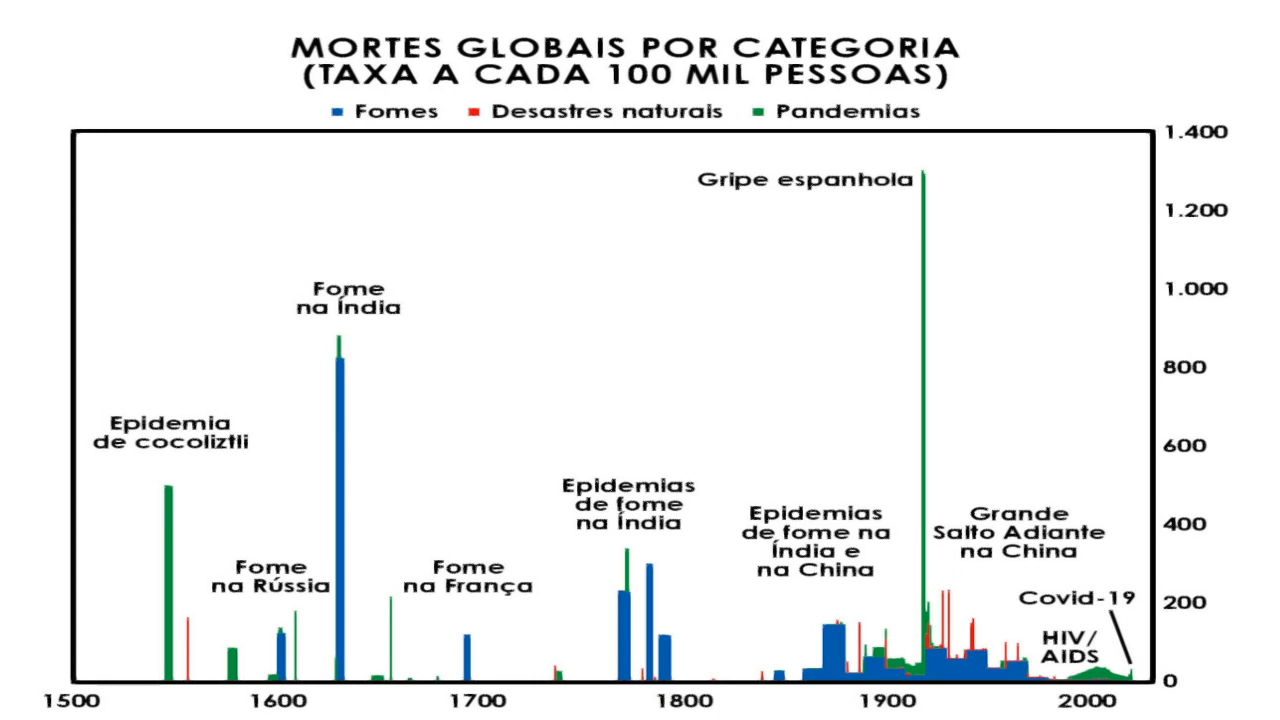 MORTES GLOBAIS POR CATEGORIA
(TAXA A CADA 100 MIL PESSOAS)
Fomes Desastres naturais Pandemias
1.400
Gripe espanhola
1.200
Fome
na Índia
1.000
800
Epidemia
de cocoliztli
600
Epidemias
de fome
na Índia
Epidemias
de fome na
Índia e
na China
Grande
Salto Adiante
na China
400
Fome
na Rússia
Fome
na França
Covid-19
200
HIV/
AIDS
0
1500 1600 1700 1800 1900 2000